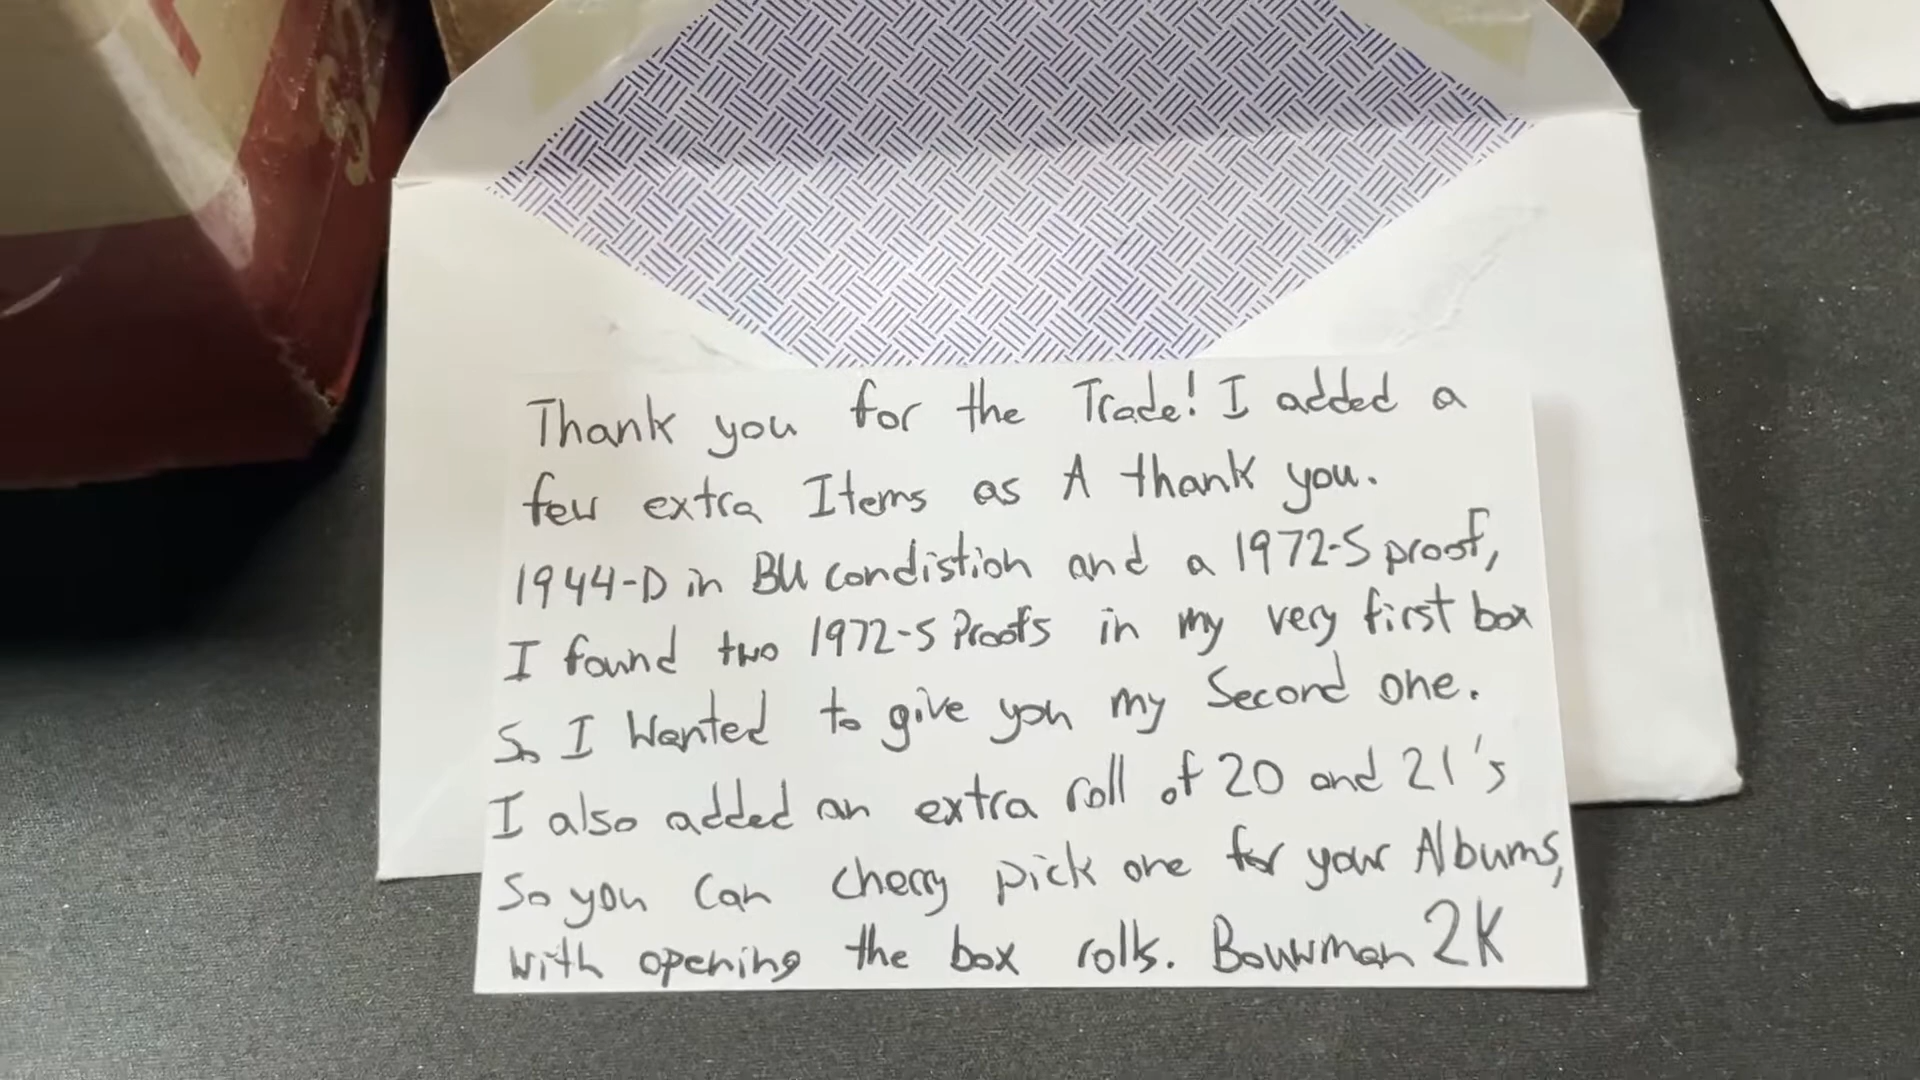 Thank you for the Trade! I added a
few extra Items as A thank you.
1944-D in BU condistion and a 1972-S proof,
I found two 1972-S Proofs in my very first box
So I Wanted to give you my Second one.
I also added an extra roll of 20 and 21's
So you can cherry pick one for your Albums,
with opening the box rolls. Bowwman 2K